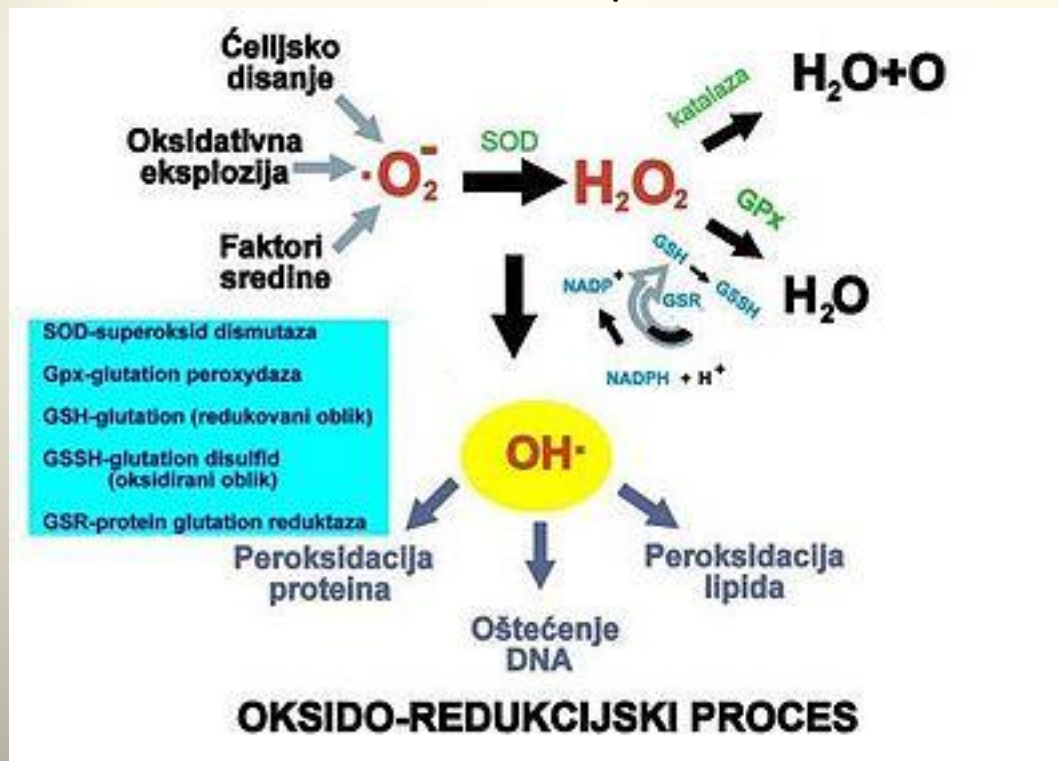 Ćelijsko
disanje
Oksidativna
eksplozija
Faktori
sredine
·O₂⁻
SOD
H₂O₂
katalaza
H₂O+O
GPx
H₂O
GSH
GSSH
GSR
NADP⁺
NADPH + H⁺
SOD-superoksid dismutaza
Gpx-glutation peroxydaza
GSH-glutation (redukovani oblik)
GSSH-glutation disulfid
(oksidirani oblik)
GSR-protein glutation reduktaza
OH·
Peroksidacija
proteina
Oštećenje
DNA
Peroksidacija
lipida
OKSIDO-REDUKCIJSKI PROCES